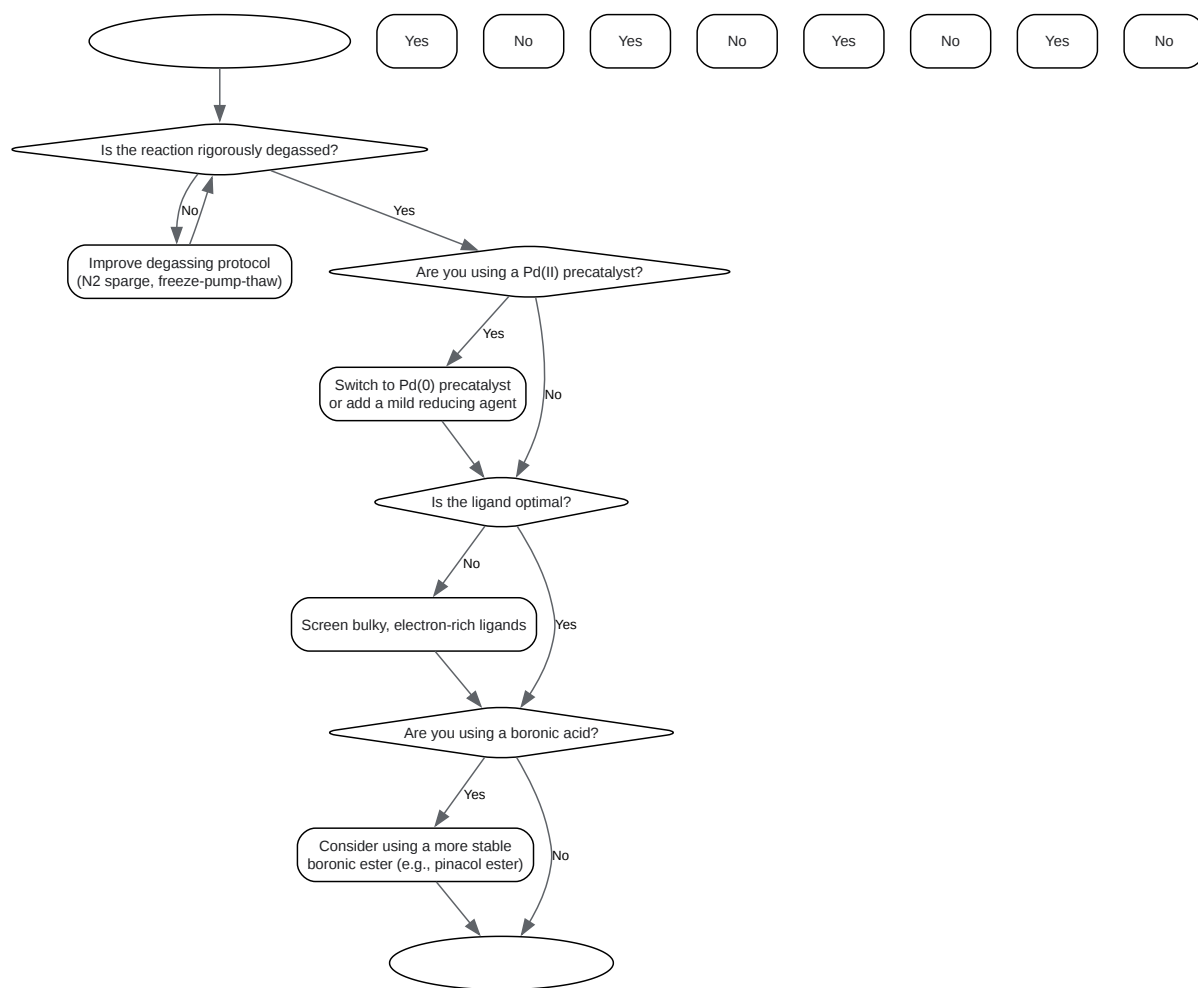 Yes
No
Yes
No
Yes
No
Yes
No
Is the reaction rigorously degassed?
No
Yes
Improve degassing protocol
(N2 sparge, freeze-pump-thaw)
Are you using a Pd(II) precatalyst?
Yes
Switch to Pd(0) precatalyst
or add a mild reducing agent
No
Is the ligand optimal?
No
Screen bulky, electron-rich ligands
Yes
Are you using a boronic acid?
Yes
Consider using a more stable
boronic ester (e.g., pinacol ester)
No